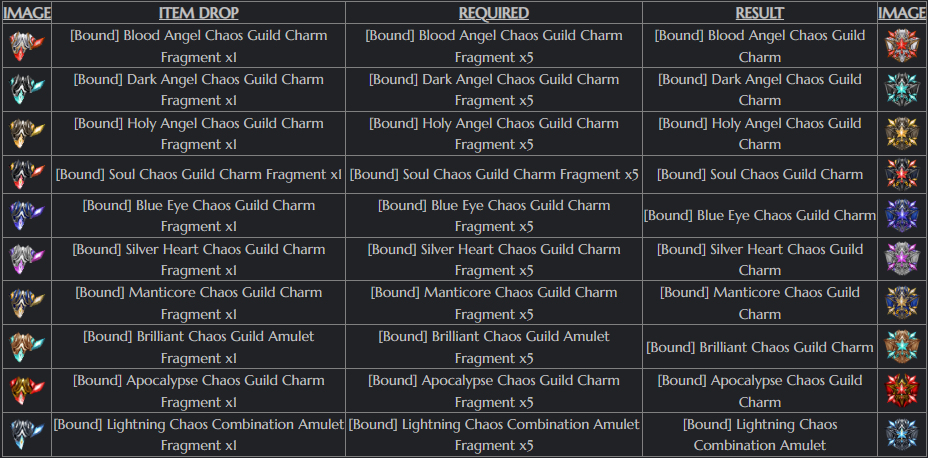 IMAGE ITEM DROP REQUIRED RESULT IMAGE
[Bound] Blood Angel Chaos Guild Charm Fragment x1 [Bound] Blood Angel Chaos Guild Charm Fragment x5 [Bound] Blood Angel Chaos Guild Charm
[Bound] Dark Angel Chaos Guild Charm Fragment x1 [Bound] Dark Angel Chaos Guild Charm Fragment x5 [Bound] Dark Angel Chaos Guild Charm
[Bound] Holy Angel Chaos Guild Charm Fragment x1 [Bound] Holy Angel Chaos Guild Charm Fragment x5 [Bound] Holy Angel Chaos Guild Charm
[Bound] Soul Chaos Guild Charm Fragment x1 [Bound] Soul Chaos Guild Charm Fragment x5 [Bound] Soul Chaos Guild Charm
[Bound] Blue Eye Chaos Guild Charm Fragment x1 [Bound] Blue Eye Chaos Guild Charm Fragment x5 [Bound] Blue Eye Chaos Guild Charm
[Bound] Silver Heart Chaos Guild Charm Fragment x1 [Bound] Silver Heart Chaos Guild Charm Fragment x5 [Bound] Silver Heart Chaos Guild Charm
[Bound] Manticore Chaos Guild Charm Fragment x1 [Bound] Manticore Chaos Guild Charm Fragment x5 [Bound] Manticore Chaos Guild Charm
[Bound] Brilliant Chaos Guild Amulet Fragment x1 [Bound] Brilliant Chaos Guild Amulet Fragment x5 [Bound] Brilliant Chaos Guild Charm
[Bound] Apocalypse Chaos Guild Charm Fragment x1 [Bound] Apocalypse Chaos Guild Charm Fragment x5 [Bound] Apocalypse Chaos Guild Charm
[Bound] Lightning Chaos Combination Amulet Fragment x1 [Bound] Lightning Chaos Combination Amulet Fragment x5 [Bound] Lightning Chaos Combination Amulet